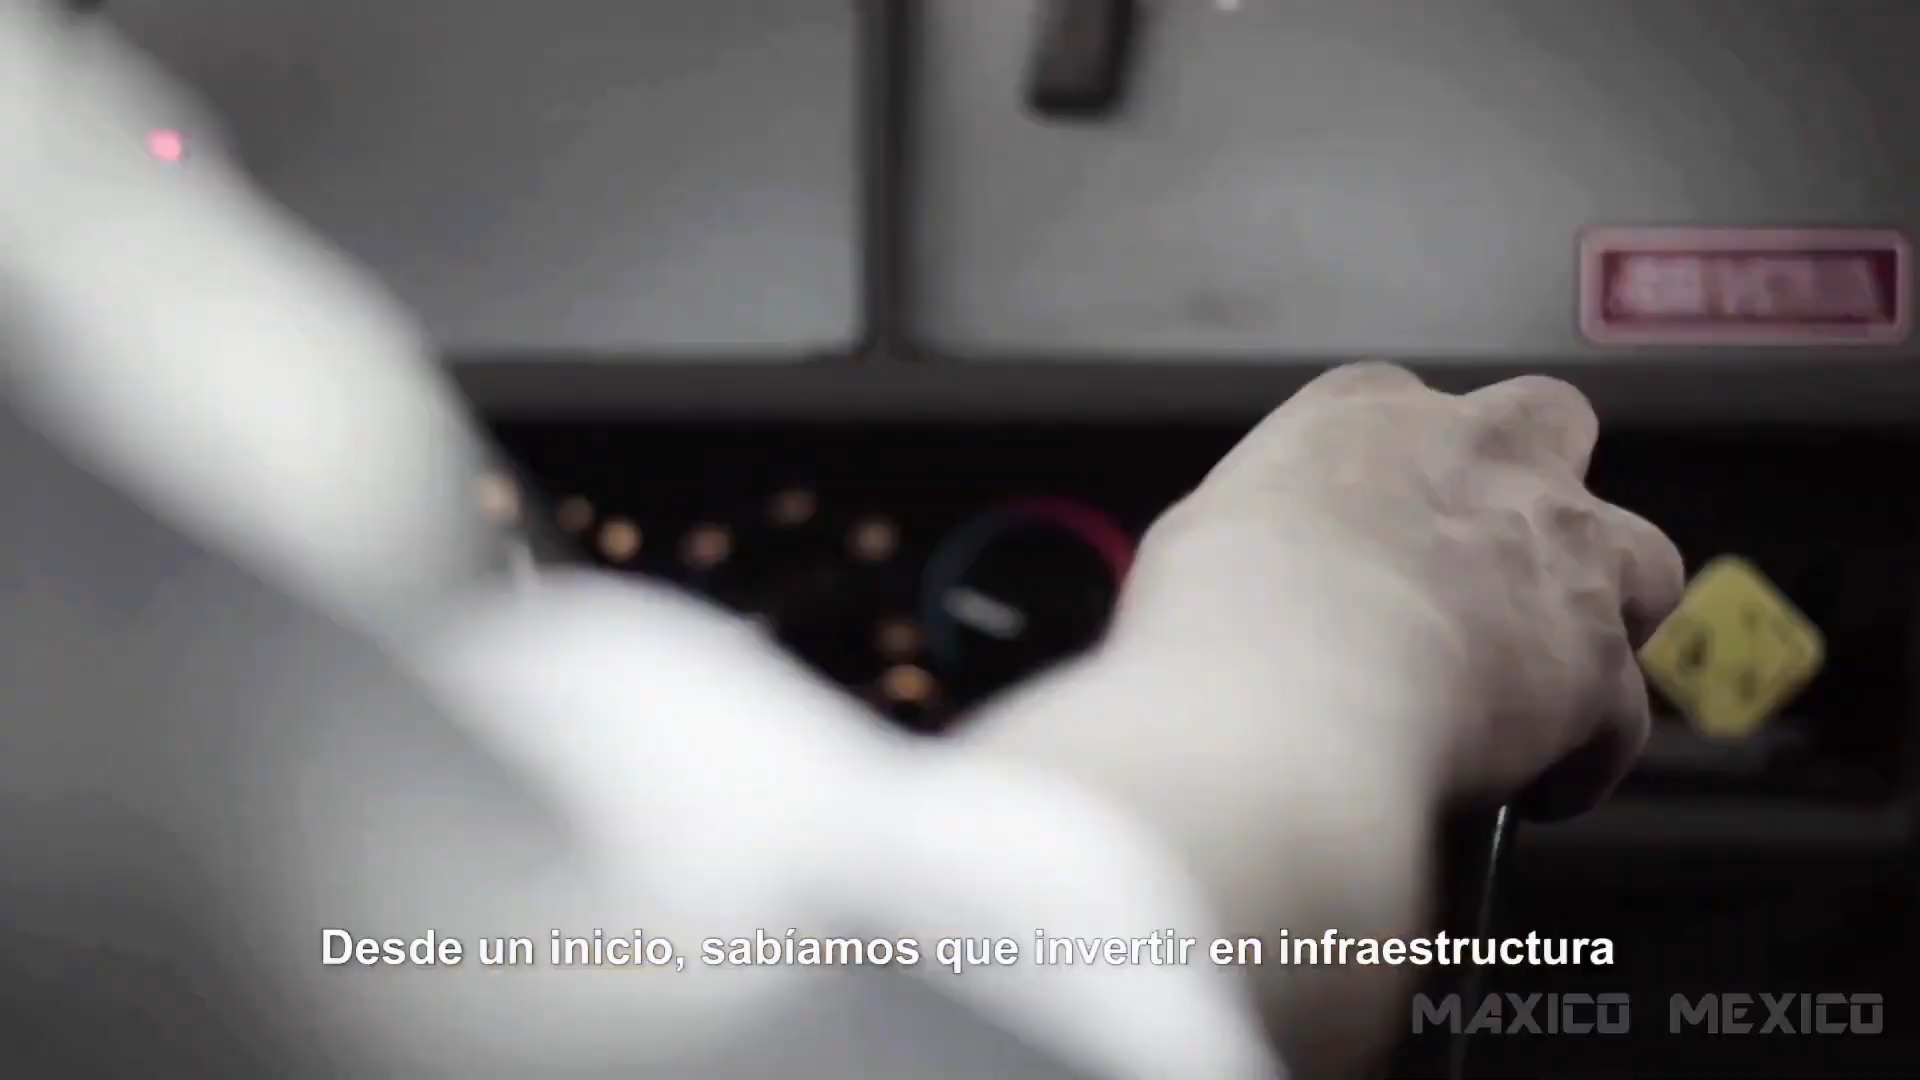 Desde un inicio, sabíamos que invertir en infraestructura
MAXICO MEXICO